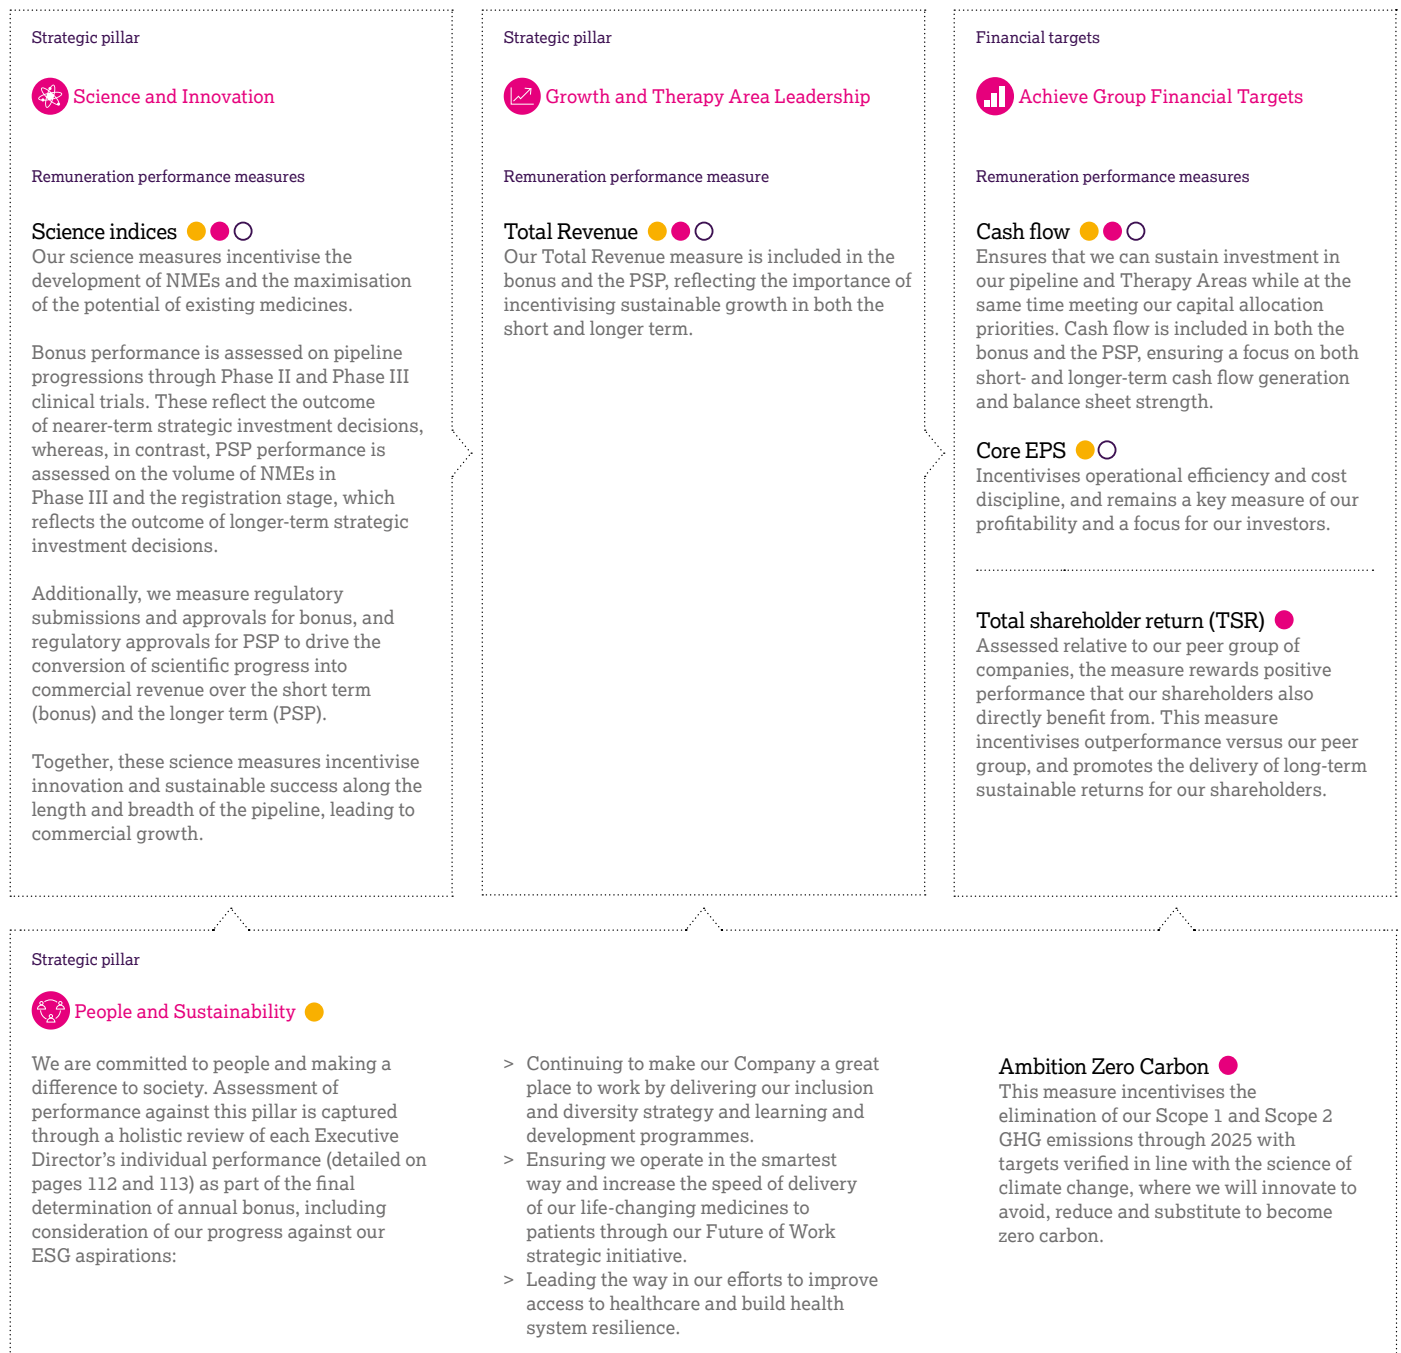 Strategic pillar
Science and Innovation
Remuneration performance measures
Science indices
Our science measures incentivise the
development of NMEs and the maximisation
of the potential of existing medicines.
Bonus performance is assessed on pipeline
progressions through Phase II and Phase III
clinical trials. These reflect the outcome
of nearer-term strategic investment decisions,
whereas, in contrast, PSP performance is
assessed on the volume of NMEs in
Phase III and the registration stage, which
reflects the outcome of longer-term strategic
investment decisions.
Additionally, we measure regulatory
submissions and approvals for bonus, and
regulatory approvals for PSP to drive the
conversion of scientific progress into
commercial revenue over the short term
(bonus) and the longer term (PSP).
Together, these science measures incentivise
innovation and sustainable success along the
length and breadth of the pipeline, leading to
commercial growth.
Strategic pillar
Growth and Therapy Area Leadership
Remuneration performance measure
Total Revenue
Our Total Revenue measure is included in the
bonus and the PSP, reflecting the importance of
incentivising sustainable growth in both the
short and longer term.
Financial targets
Achieve Group Financial Targets
Remuneration performance measures
Cash flow
Ensures that we can sustain investment in
our pipeline and Therapy Areas while at the
same time meeting our capital allocation
priorities. Cash flow is included in both the
bonus and the PSP, ensuring a focus on both
short- and longer-term cash flow generation
and balance sheet strength.
Core EPS
Incentivises operational efficiency and cost
discipline, and remains a key measure of our
profitability and a focus for our investors.
Total shareholder return (TSR)
Assessed relative to our peer group of
companies, the measure rewards positive
performance that our shareholders also
directly benefit from. This measure
incentivises outperformance versus our peer
group, and promotes the delivery of long-term
sustainable returns for our shareholders.
Strategic pillar
People and Sustainability
We are committed to people and making a
difference to society. Assessment of
performance against this pillar is captured
through a holistic review of each Executive
Director's individual performance (detailed on
pages 112 and 113) as part of the final
determination of annual bonus, including
consideration of our progress against our
ESG aspirations:
> Continuing to make our Company a great
place to work by delivering our inclusion
and diversity strategy and learning and
development programmes.
> Ensuring we operate in the smartest
way and increase the speed of delivery
of our life-changing medicines to
patients through our Future of Work
strategic initiative.
> Leading the way in our efforts to improve
access to healthcare and build health
system resilience.
Ambition Zero Carbon
This measure incentivises the
elimination of our Scope 1 and Scope 2
GHG emissions through 2025 with
targets verified in line with the science of
climate change, where we will innovate to
avoid, reduce and substitute to become
zero carbon.